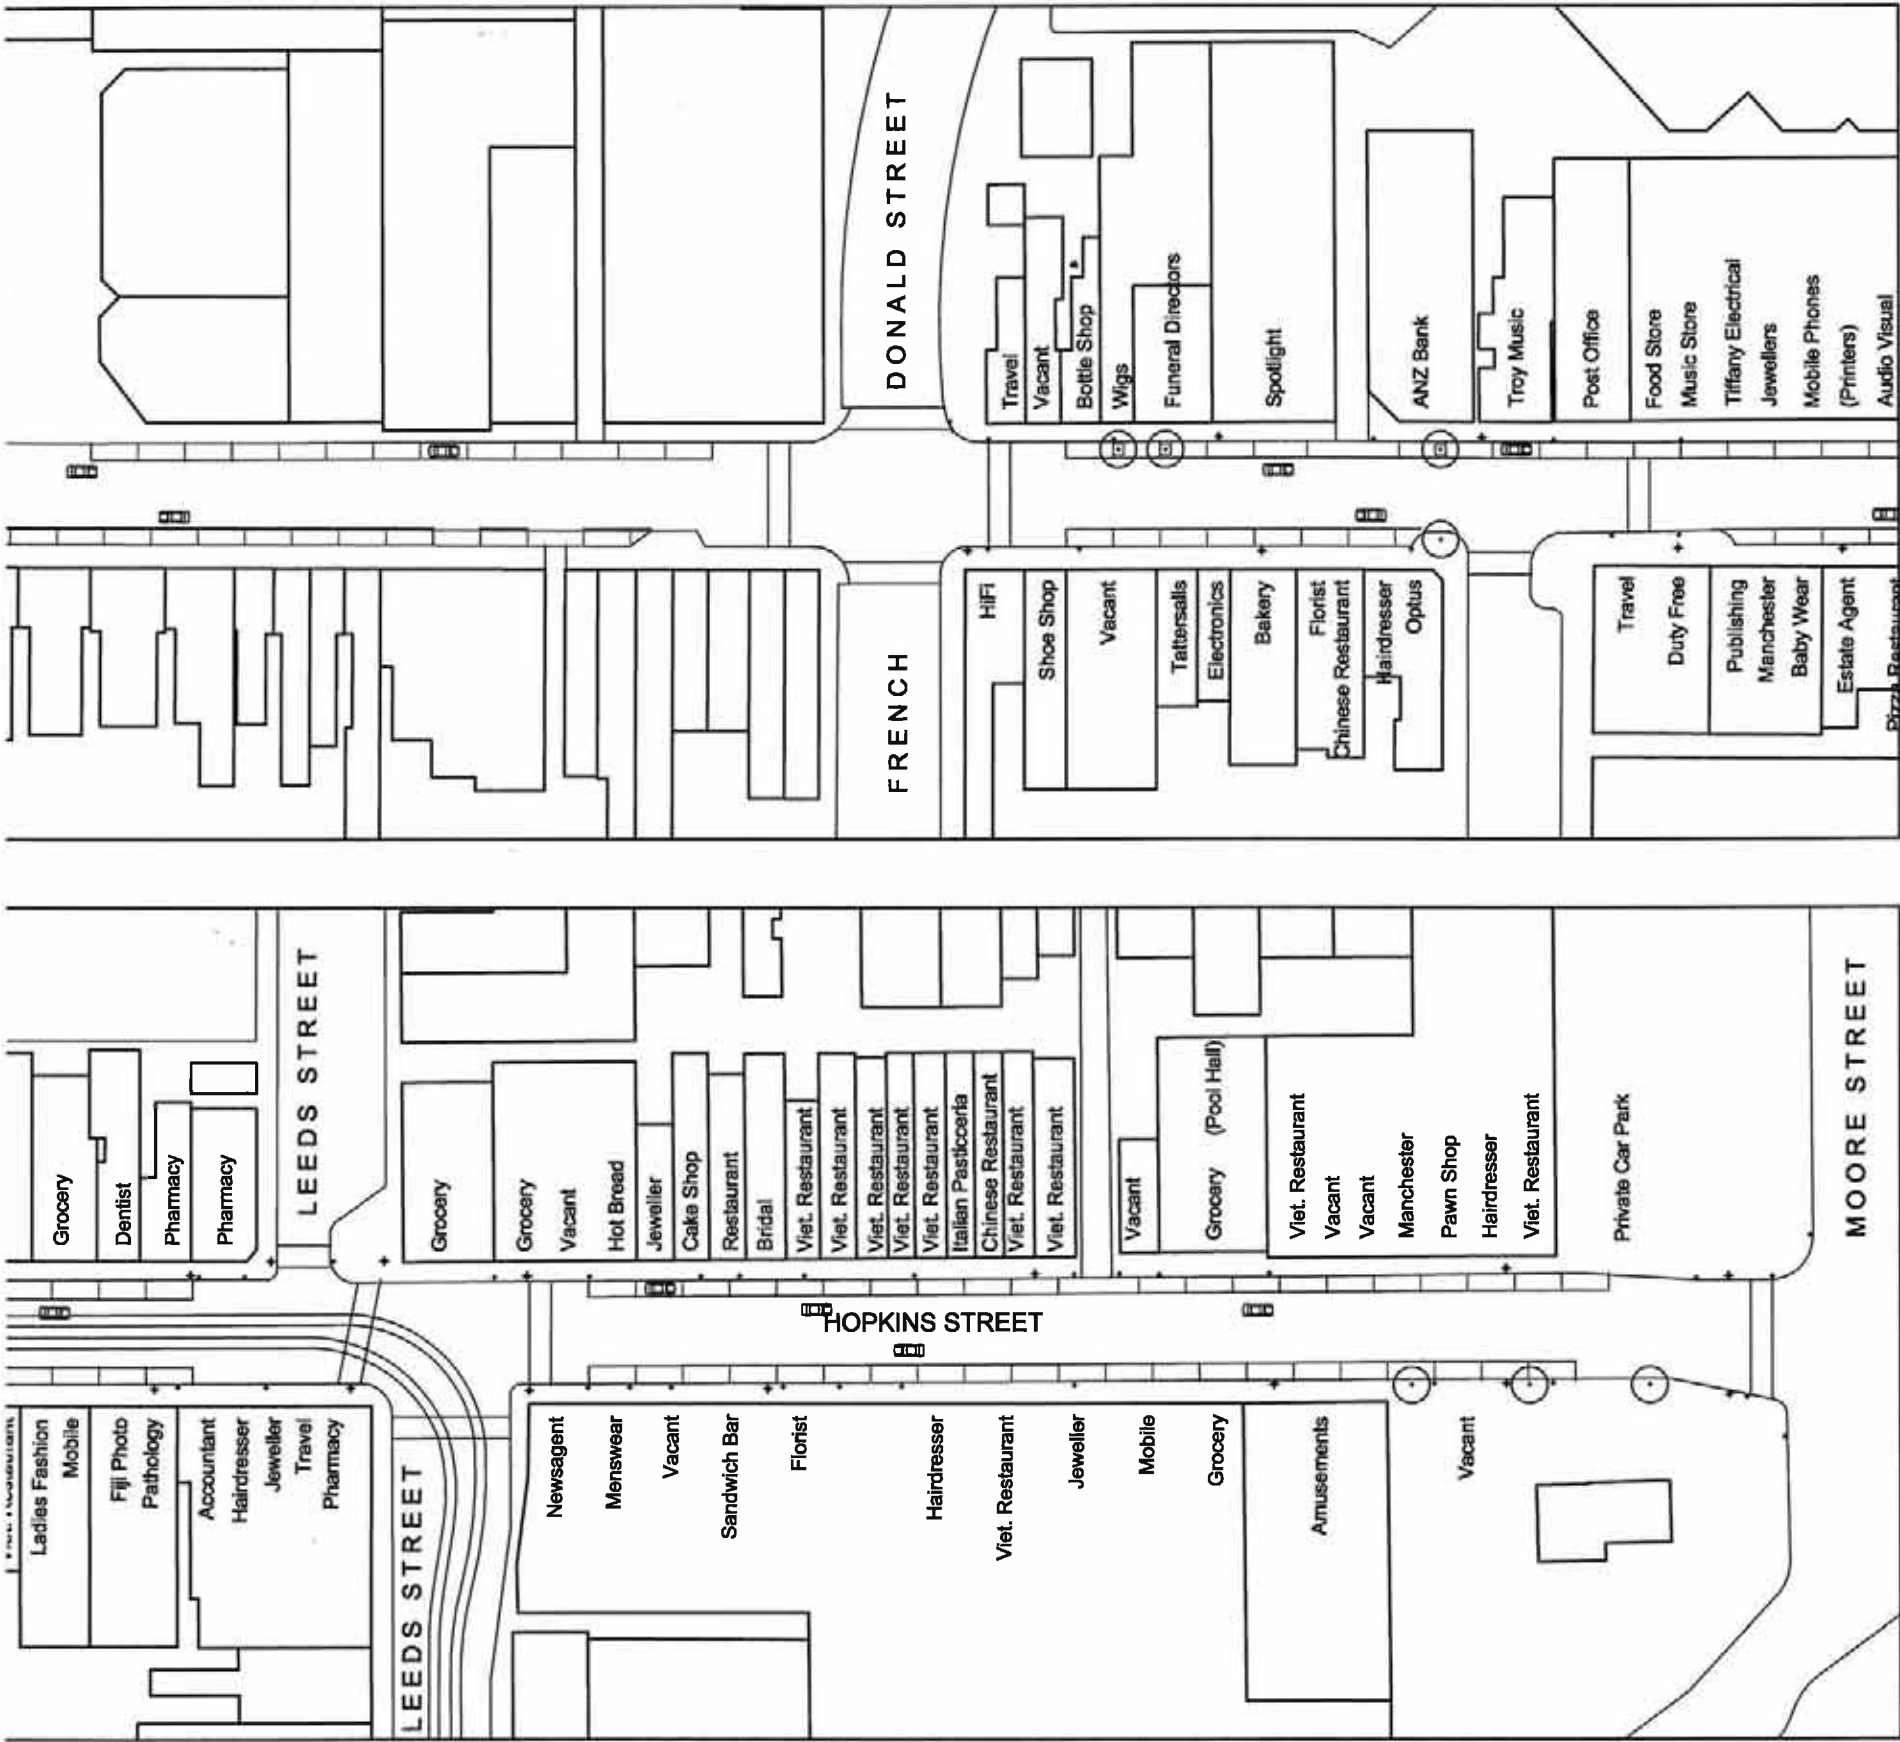 DONALD STREET
Travel
Vacant
Bottle Shop
Wigs
Funeral Directors
Spotlight
ANZ Bank
Troy Music
Post Office
Food Store
Music Store
Tiffany Electrical
Jewellers
Mobile Phones
(Printers)
Audio Visual
FRENCH
HiFi
Shoe Shop
Vacant
Tattersalls
Electronics
Bakery
Florist
Chinese Restaurant
Hairdresser
Optus
Travel
Duty Free
Publishing
Manchester
Baby Wear
Estate Agent
Pizza Restaurant
Grocery
Dentist
Pharmacy
Pharmacy
LEEDS STREET
Grocery
Grocery
Vacant
Hot Bread
Jeweller
Cake Shop
Restaurant
Bridal
Viet. Restaurant
Viet. Restaurant
Viet. Restaurant
Viet. Restaurant
Viet. Restaurant
Italian Pasticceria
Chinese Restaurant
Viet. Restaurant
Viet. Restaurant
Vacant
Grocery (Pool Hall)
Viet. Restaurant
Vacant
Vacant
Manchester
Pawn Shop
Hairdresser
Viet. Restaurant
Private Car Park
MOORE STREET
HOPKINS STREET
Viet. Restaurant
Ladies Fashion
Mobile
Fiji Photo
Pathology
Accountant
Hairdresser
Jeweller
Travel
Pharmacy
LEEDS STREET
Newsagent
Menswear
Vacant
Sandwich Bar
Florist
Hairdresser
Viet. Restaurant
Jeweller
Mobile
Grocery
Amusements
Vacant